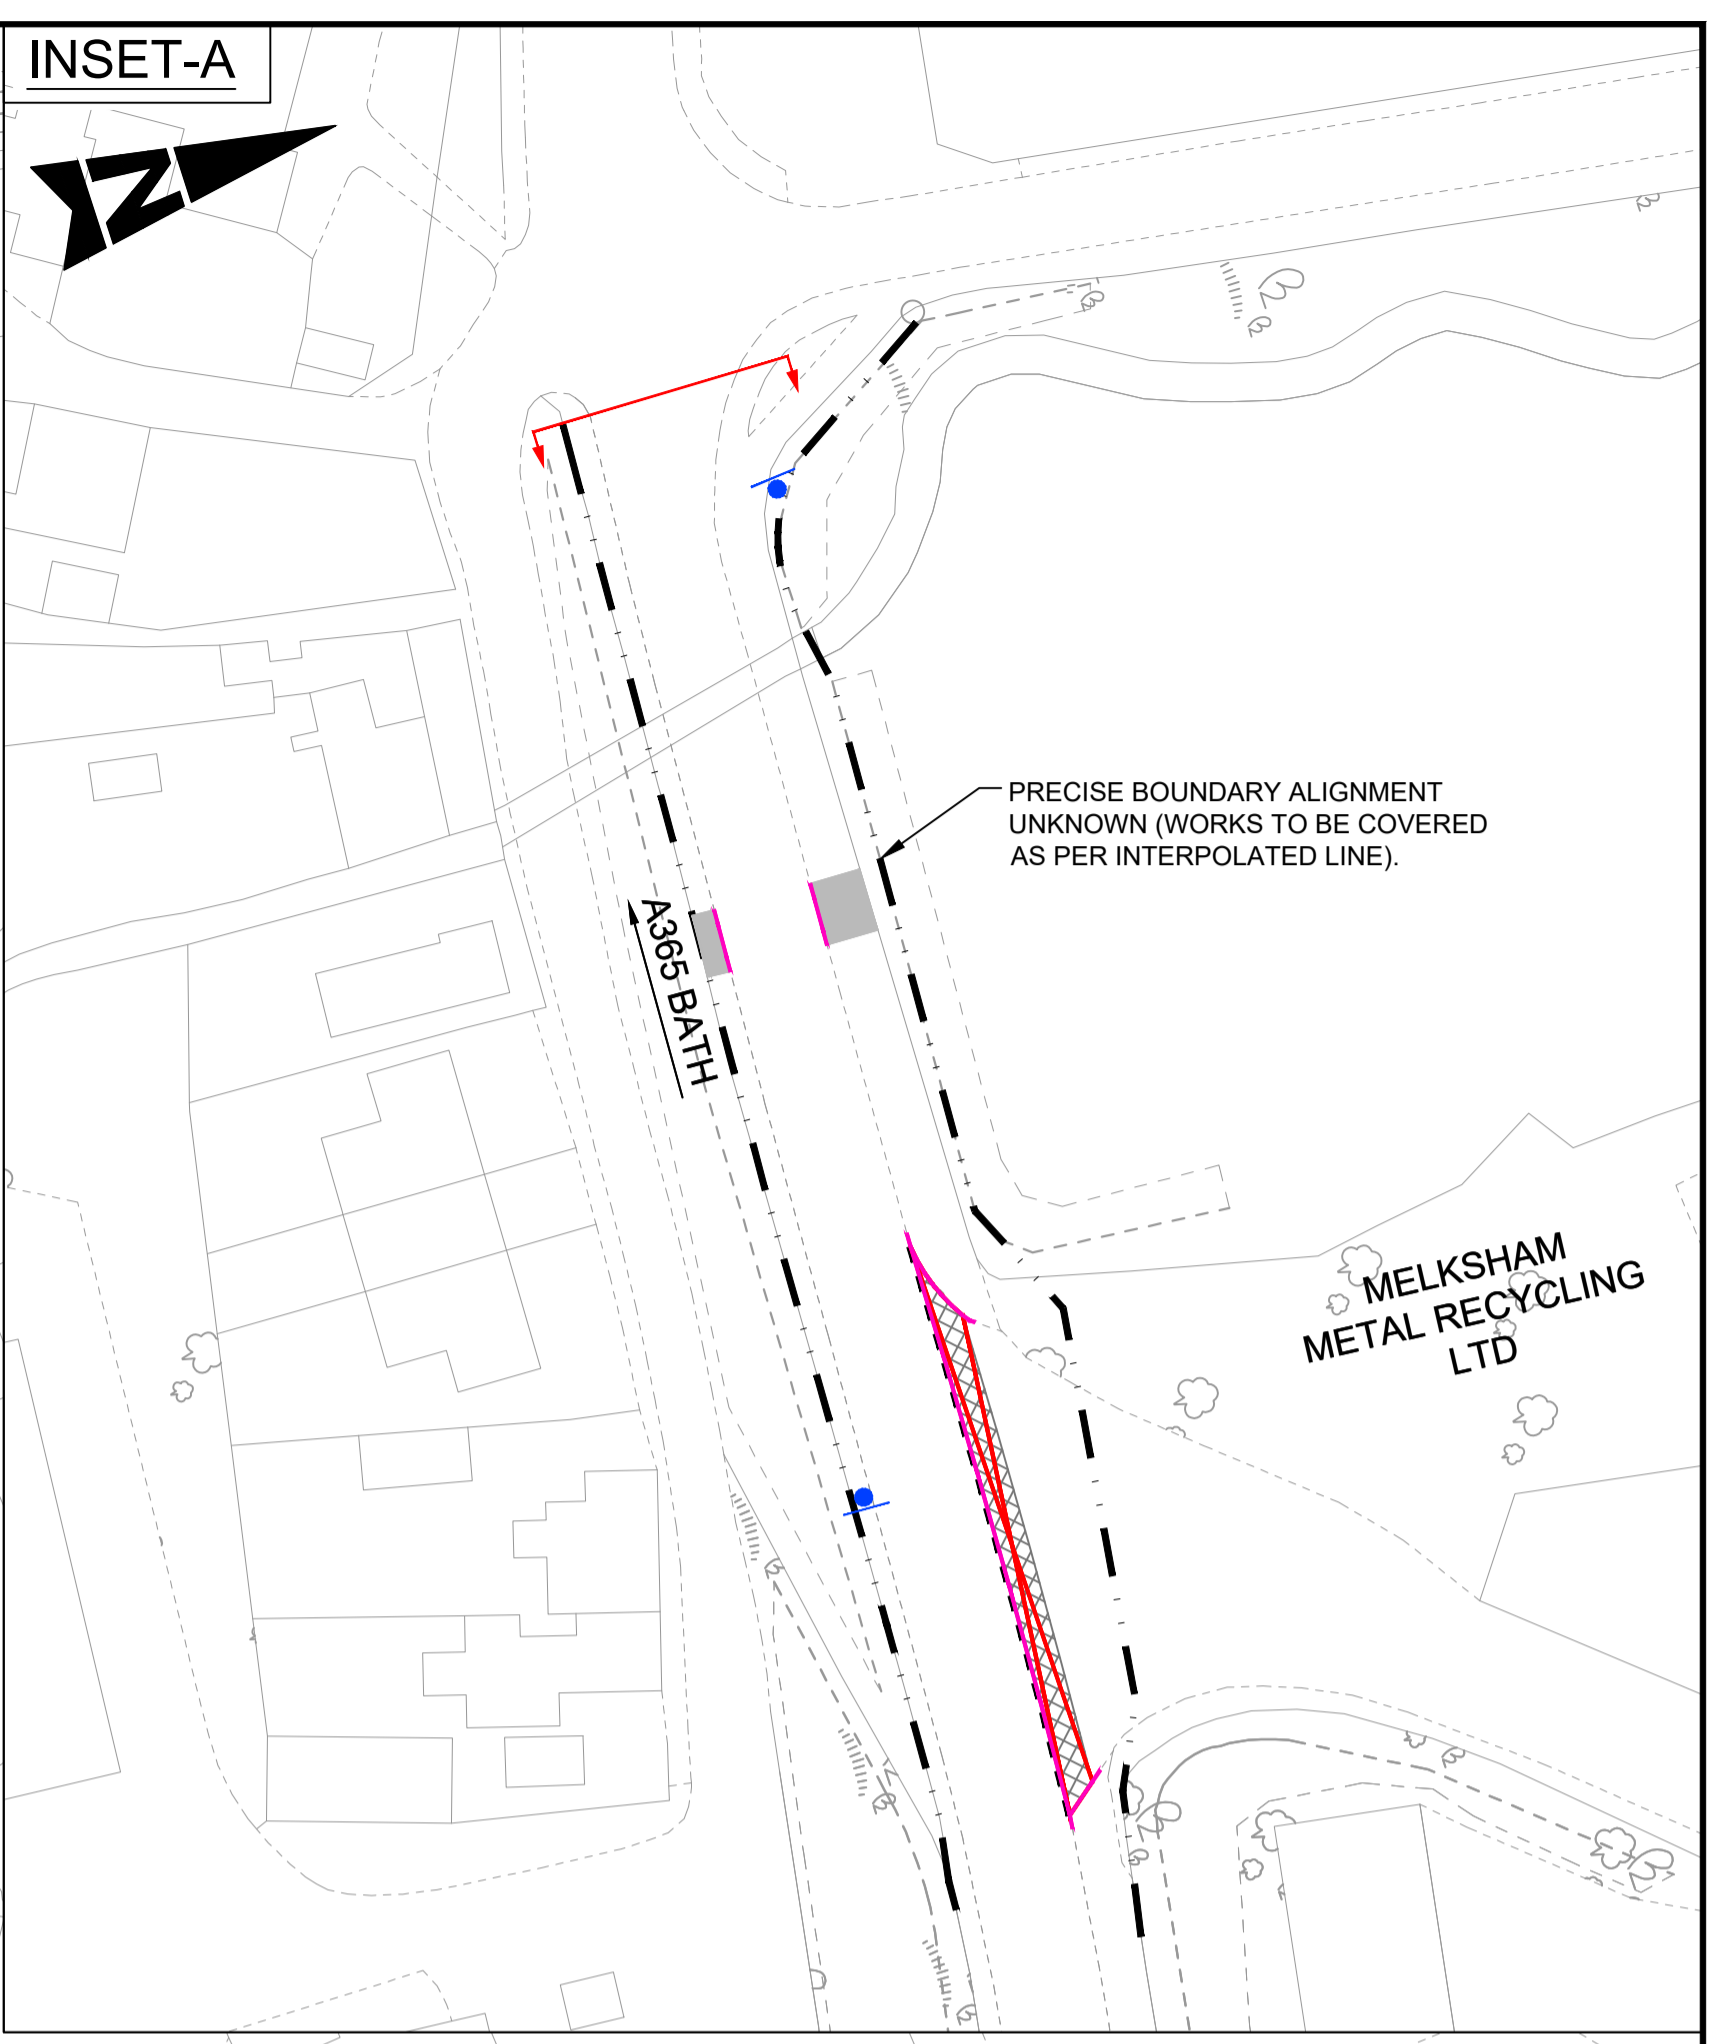 INSET-A
N
PRECISE BOUNDARY ALIGNMENT
UNKNOWN (WORKS TO BE COVERED
AS PER INTERPOLATED LINE).
A365 BATH
MELKSHAM
METAL RECYCLING
LTD